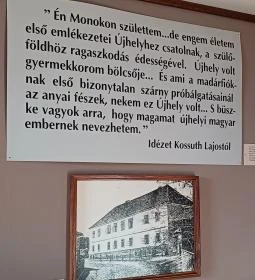 ” Én Monokon születtem...de engem életem
első emlékezetei Újhelyhez csatolnak, a szülő-
földhöz ragaszkodás édességével. Újhely volt
gyermekkorom bölcsője... És ami a madárfiók-
nak első bizonytalan szárny próbálgatásainál
az anyai fészek, nekem ez Újhely volt... S büsz-
ke vagyok arra, hogy magamat újhelyi magyar
embernek nevezhetem.”
Idézet Kossuth Lajostól